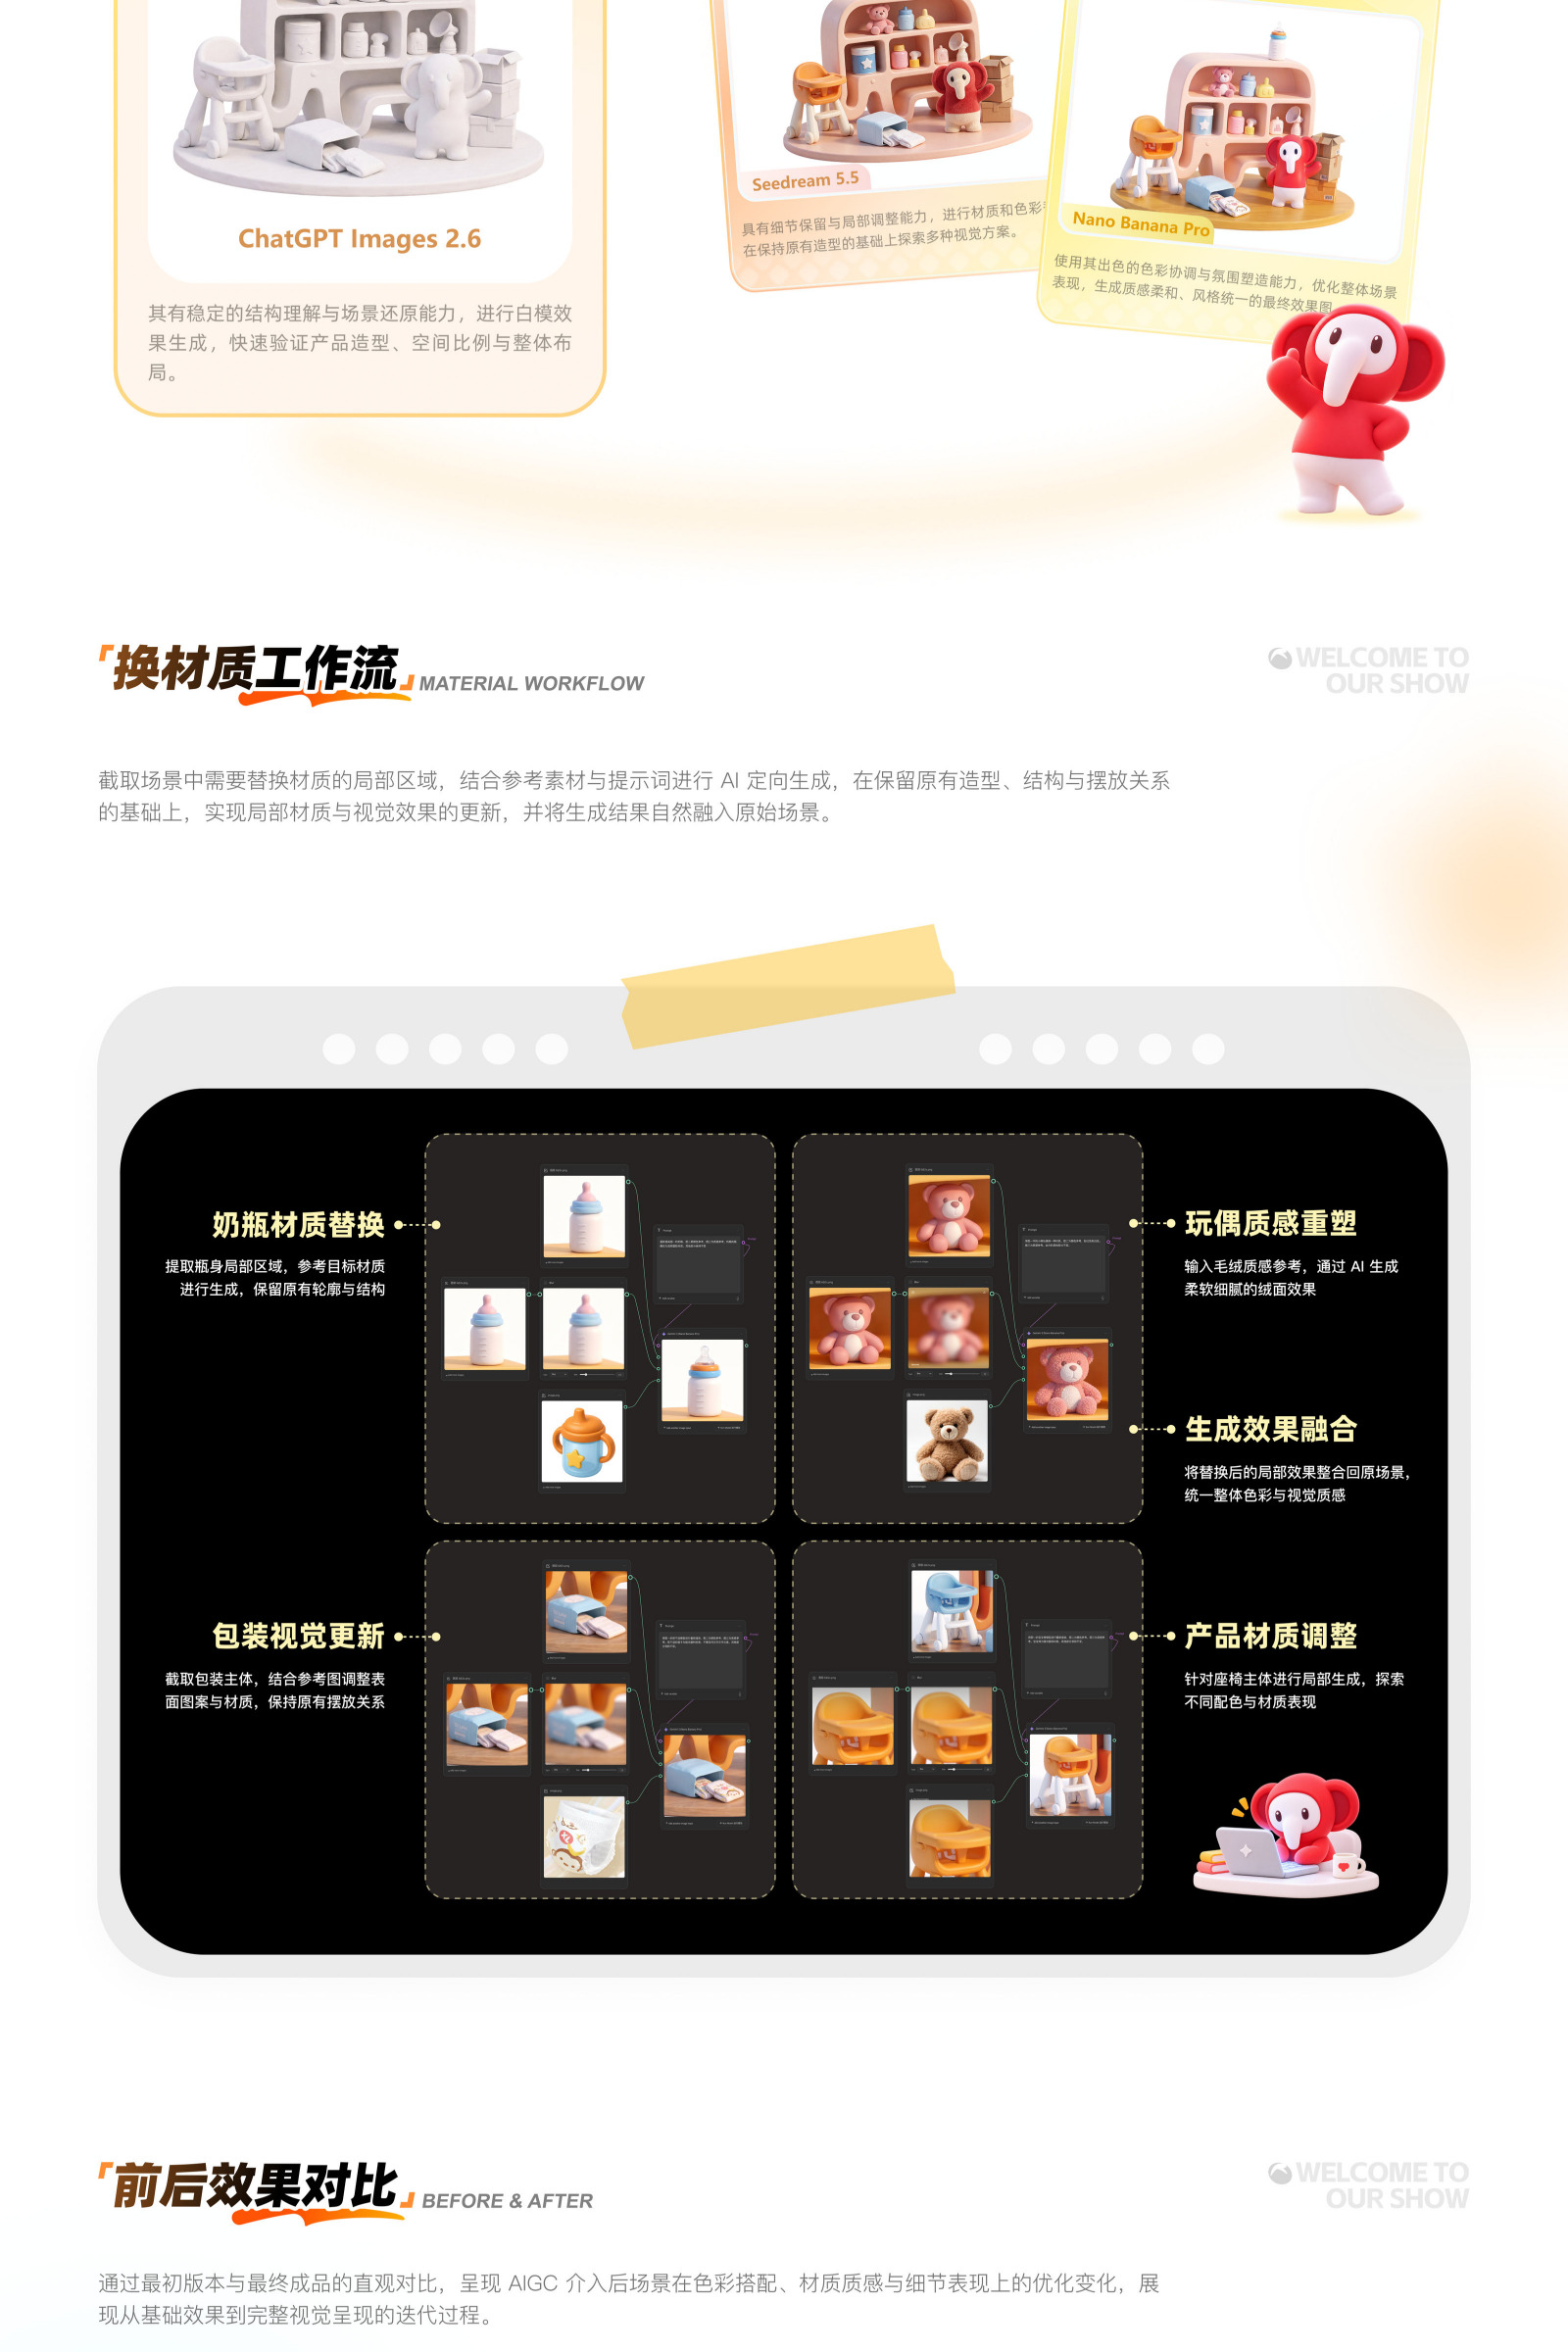 ChatGPT Images 2.6
其有稳定的结构理解与场景还原能力，进行白模效
果生成，快速验证产品造型、空间比例与整体布
局。
Seedream 5.5
具有细节保留与局部调整能力，进行材质和色彩
在保持原有造型的基础上探索多种视觉方案。
Nano Banana Pro
使用其出色的色彩协调与氛围塑造能力，优化整体场景
表现，生成质感柔和、风格统一的最终效果图
「换材质工作流」MATERIAL WORKFLOW
WELCOME TO
OUR SHOW
截取场景中需要替换材质的局部区域，结合参考素材与提示词进行 AI 定向生成，在保留原有造型、结构与摆放关系
的基础上，实现局部材质与视觉效果的更新，并将生成结果自然融入原始场景。
奶瓶材质替换
提取瓶身局部区域，参考目标材质
进行生成，保留原有轮廓与结构
玩偶质感重塑
输入毛绒质感参考，通过 AI 生成
柔软细腻的绒面效果
生成效果融合
将替换后的局部效果整合回原场景，
统一整体色彩与视觉质感
包装视觉更新
截取包装主体，结合参考图调整表
面图案与材质，保持原有摆放关系
产品材质调整
针对座椅主体进行局部生成，探索
不同配色与材质表现
「前后效果对比」BEFORE & AFTER
WELCOME TO
OUR SHOW
通过最初版本与最终成品的直观对比，呈现 AIGC 介入后场景在色彩搭配、材质质感与细节表现上的优化变化，展
现从基础效果到完整视觉呈现的迭代过程。